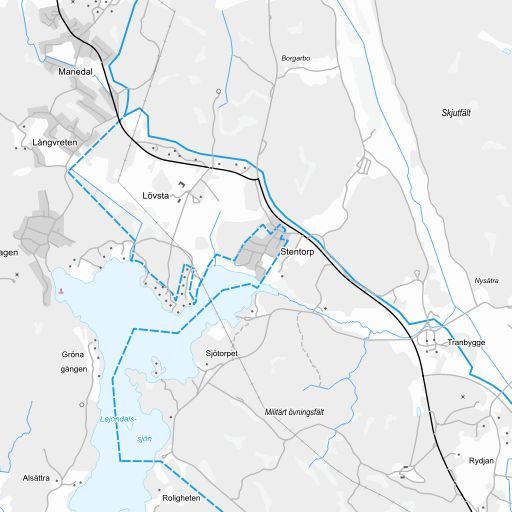 Borgarbo
Mariedal
Skjutfält
Långvreten
Lövsta
agen
Stentorp
Nysätra
Tranbygge
Gröna
gången
Sjötorpet
Lejondals-
sjön
Militärt övningsfält
Rydjan
Alsättra
Roligheten